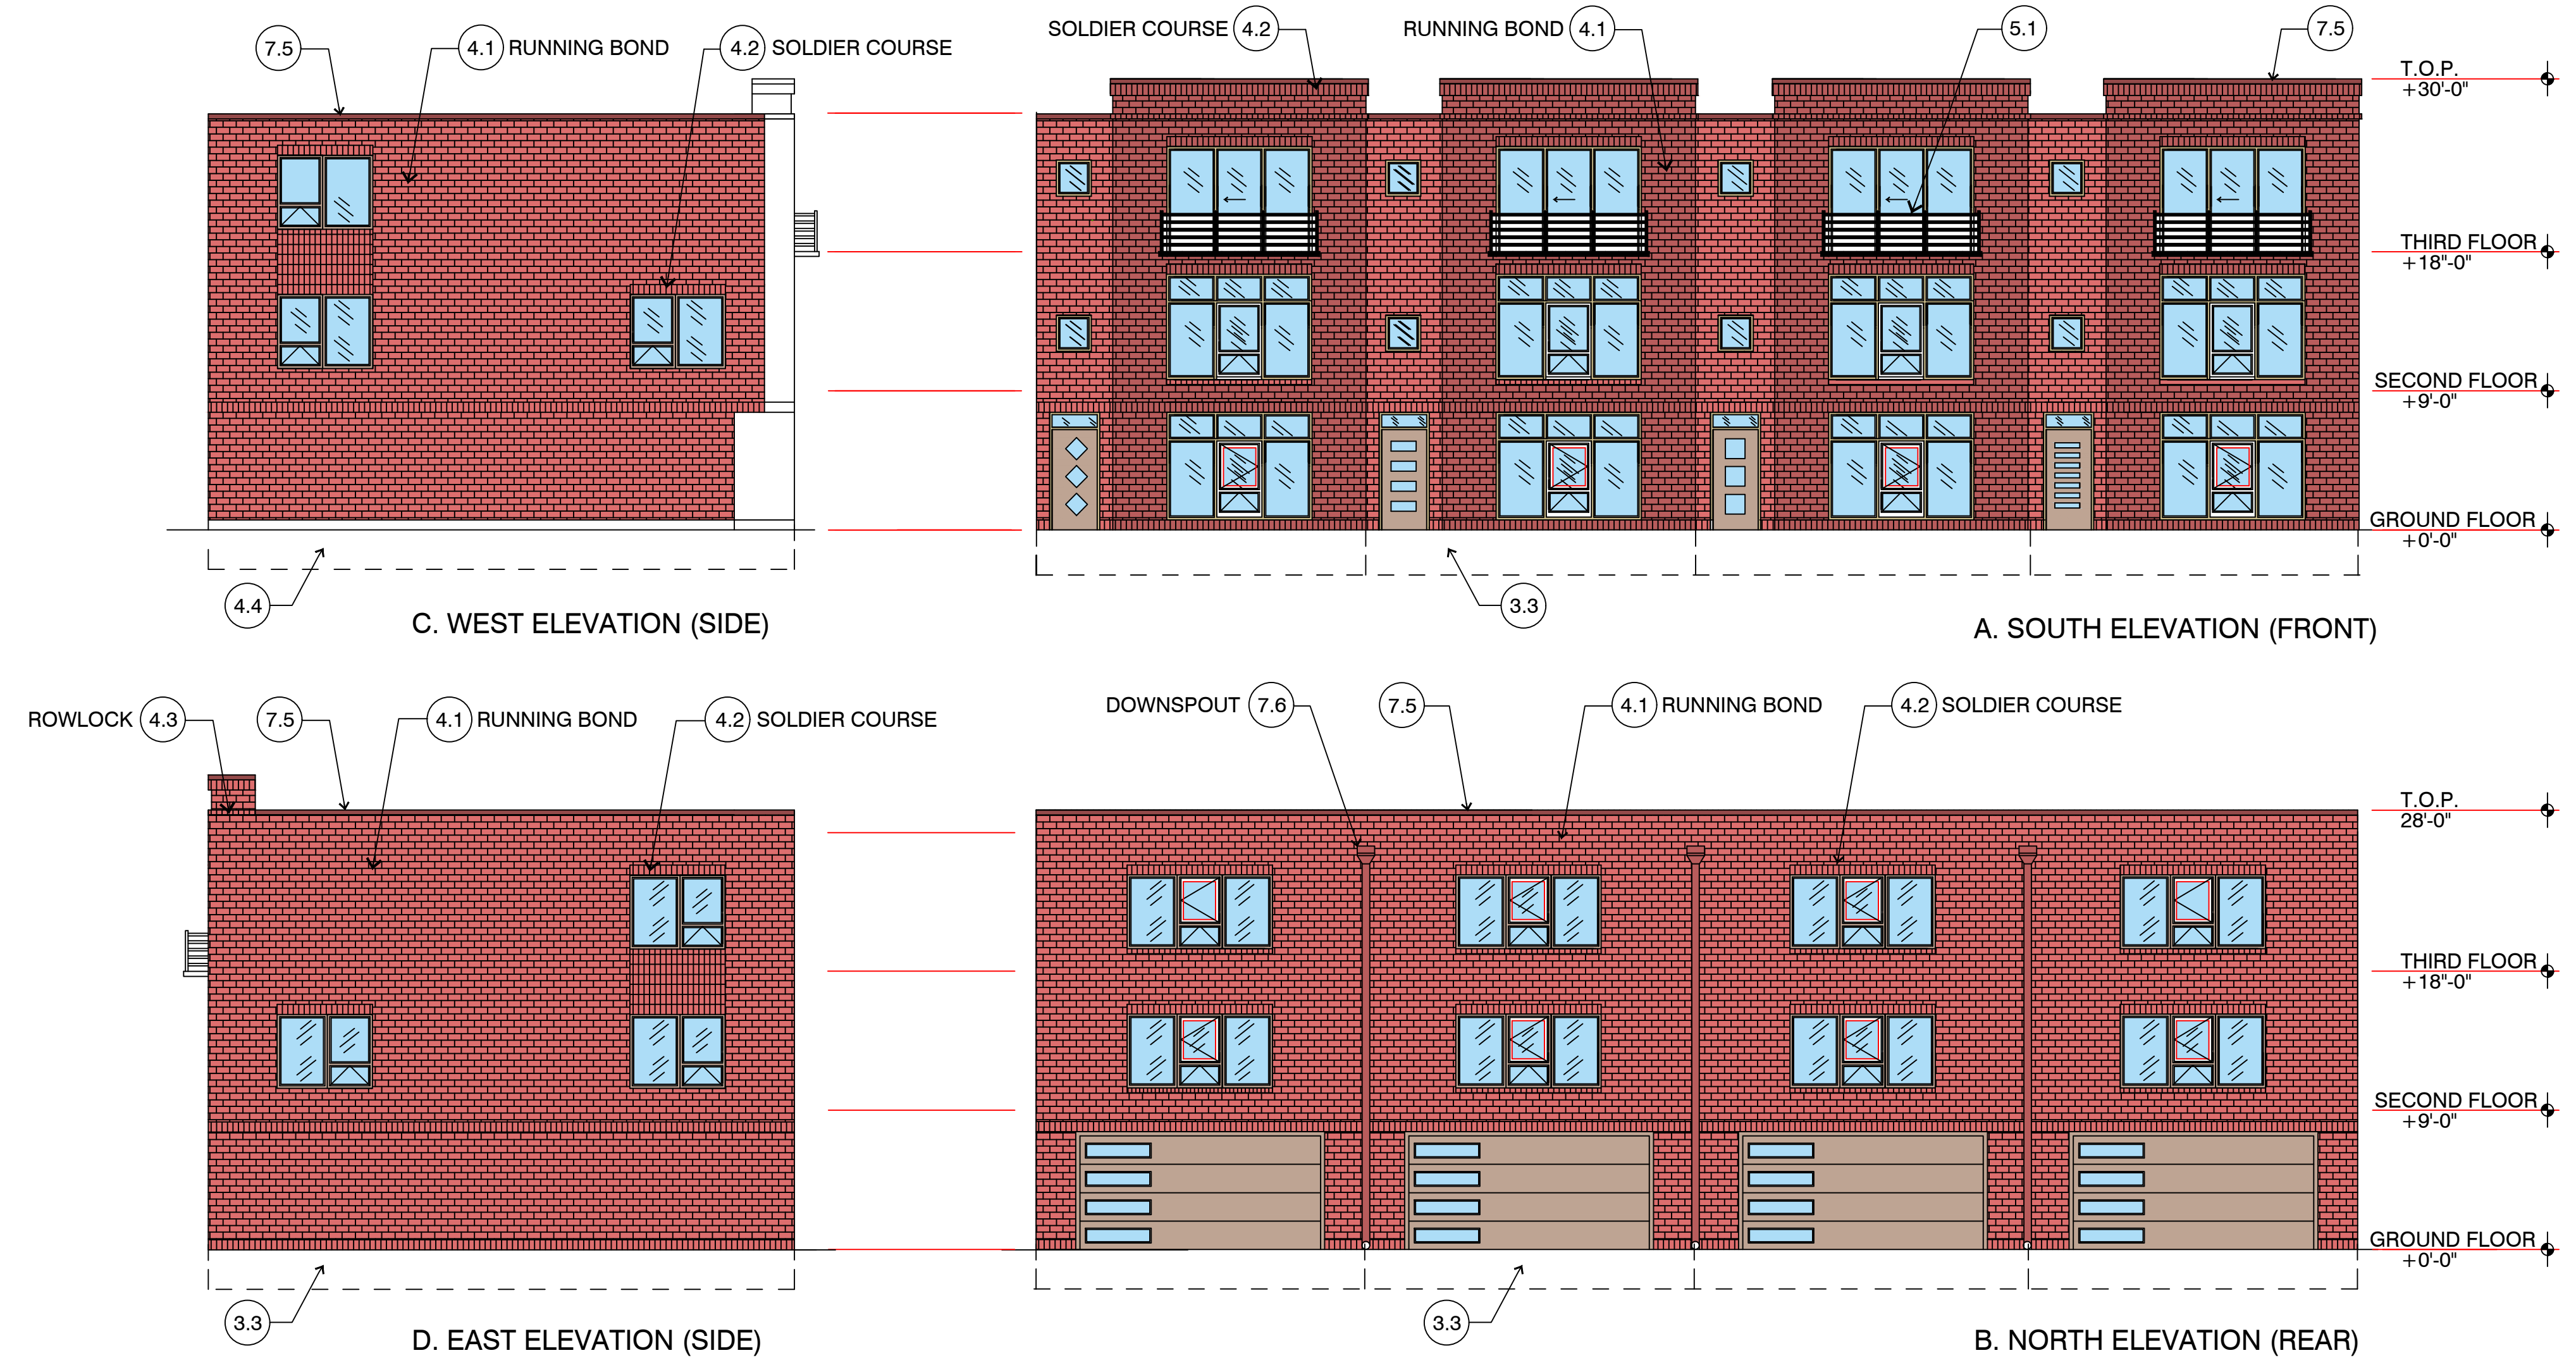 7.5
4.1 RUNNING BOND
4.2 SOLDIER COURSE
4.4
C. WEST ELEVATION (SIDE)
SOLDIER COURSE 4.2
RUNNING BOND 4.1
5.1
7.5
T.O.P.
+30'-0"
THIRD FLOOR
+18"-0"
SECOND FLOOR
+9'-0"
GROUND FLOOR
+0'-0"
3.3
A. SOUTH ELEVATION (FRONT)
ROWLOCK 4.3
7.5
4.1 RUNNING BOND
4.2 SOLDIER COURSE
3.3
D. EAST ELEVATION (SIDE)
DOWNSPOUT 7.6
7.5
4.1 RUNNING BOND
4.2 SOLDIER COURSE
T.O.P.
28'-0"
THIRD FLOOR
+18"-0"
SECOND FLOOR
+9'-0"
GROUND FLOOR
+0'-0"
3.3
B. NORTH ELEVATION (REAR)